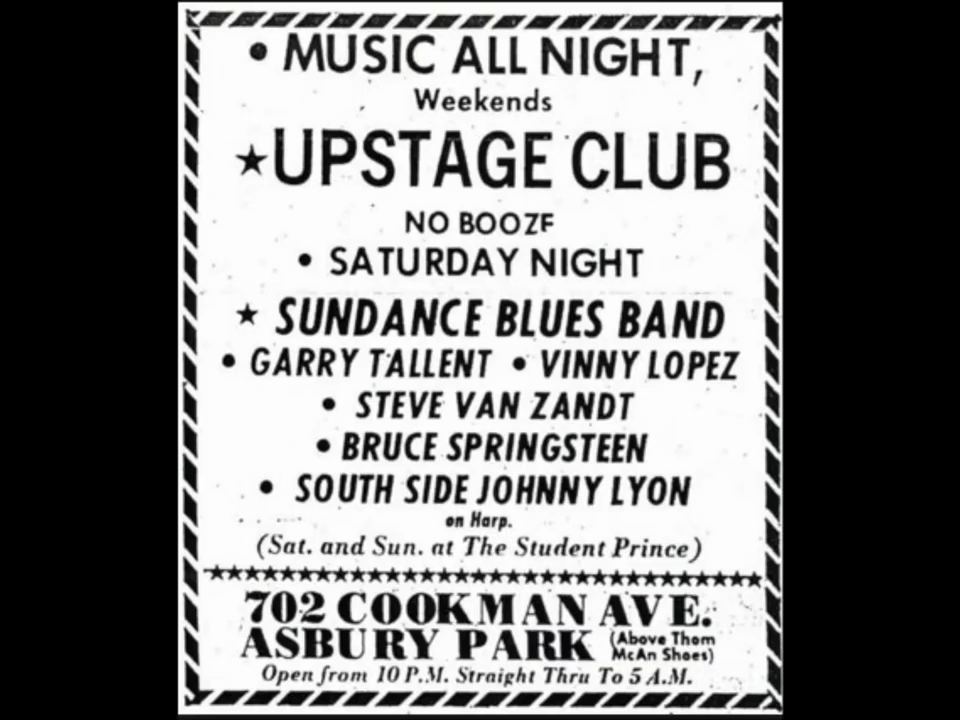 • MUSIC ALL NIGHT,
Weekends
★UPSTAGE CLUB
NO BOOZE
• SATURDAY NIGHT
★ SUNDANCE BLUES BAND
• GARRY TALLENT • VINNY LOPEZ
• STEVE VAN ZANDT
• BRUCE SPRINGSTEEN
• SOUTH SIDE JOHNNY LYON
on Harp.
(Sat. and Sun. at The Student Prince)
702 COOKMAN AVE.
ASBURY PARK (Above Thom
McAn Shoes)
Open from 10 P.M. Straight Thru To 5 A.M.